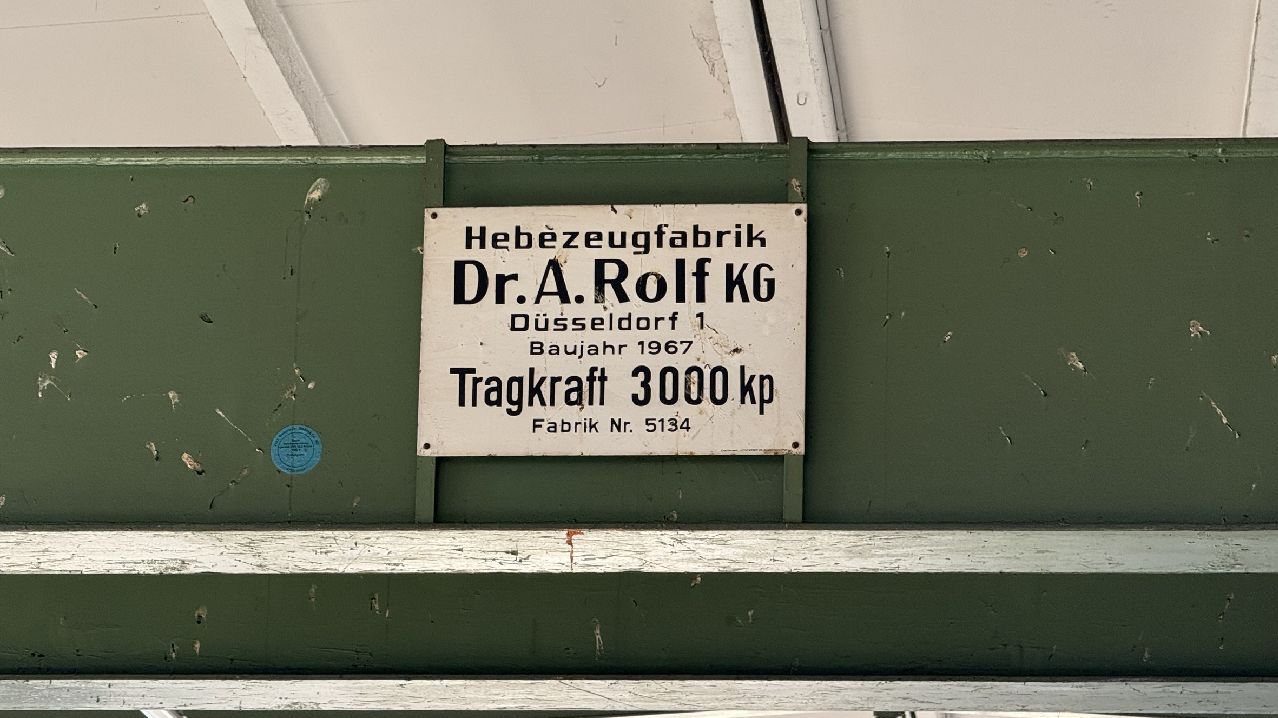 Hebezeugfabrik
Dr. A. Rolf KG
Düsseldorf 1
Baujahr 1967
Tragkraft 3000 kp
Fabrik Nr. 5134